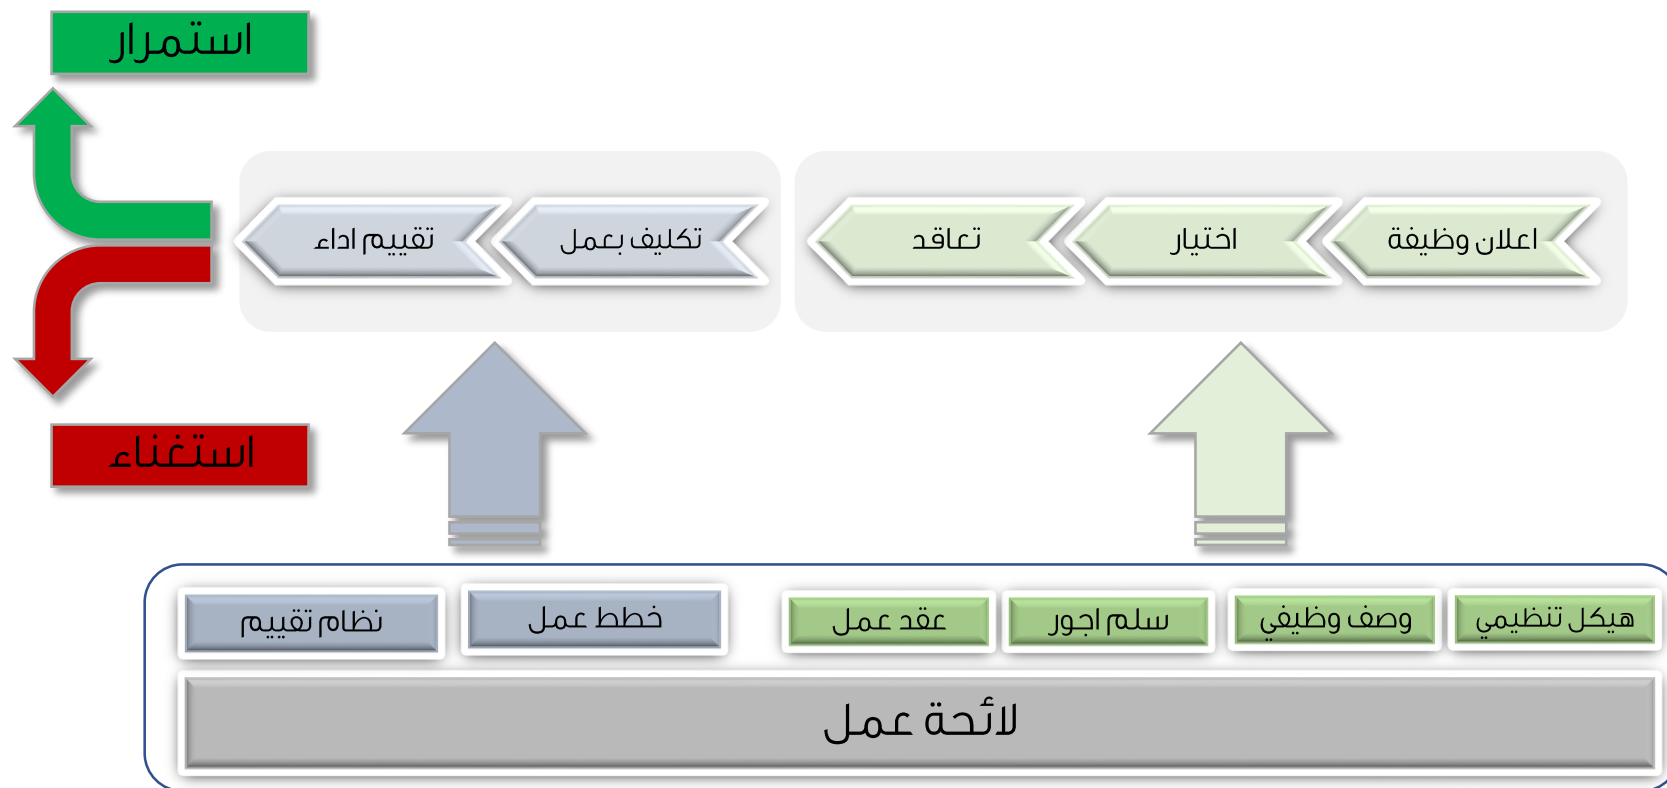 استمرار
اعلان وظيفة
اختيار
تعاقد
تكليف بعمل
تقييم اداء
استغناء
هيكل تنظيمي
وصف وظيفي
سلم اجور
عقد عمل
خطط عمل
نظام تقييم
لائحة عمل